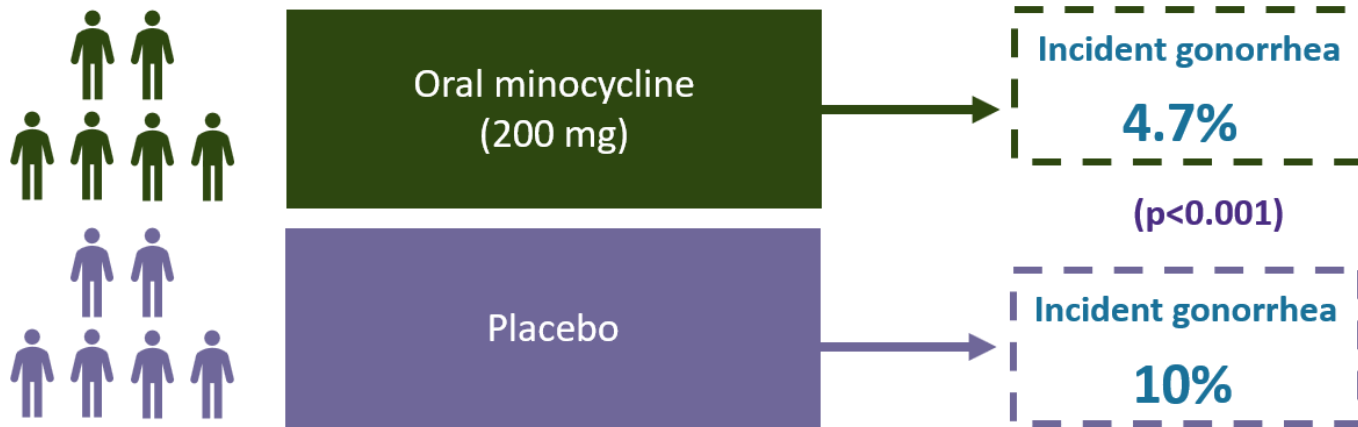 Oral minocycline
(200 mg)
Incident gonorrhea
4.7%
(p<0.001)
Placebo
Incident gonorrhea
10%